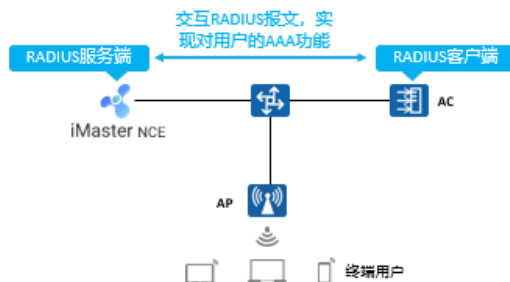 交互RADIUS报文，实
现对用户的AAA功能
RADIUS服务端
RADIUS客户端
iMaster NCE
AC
AP
终端用户